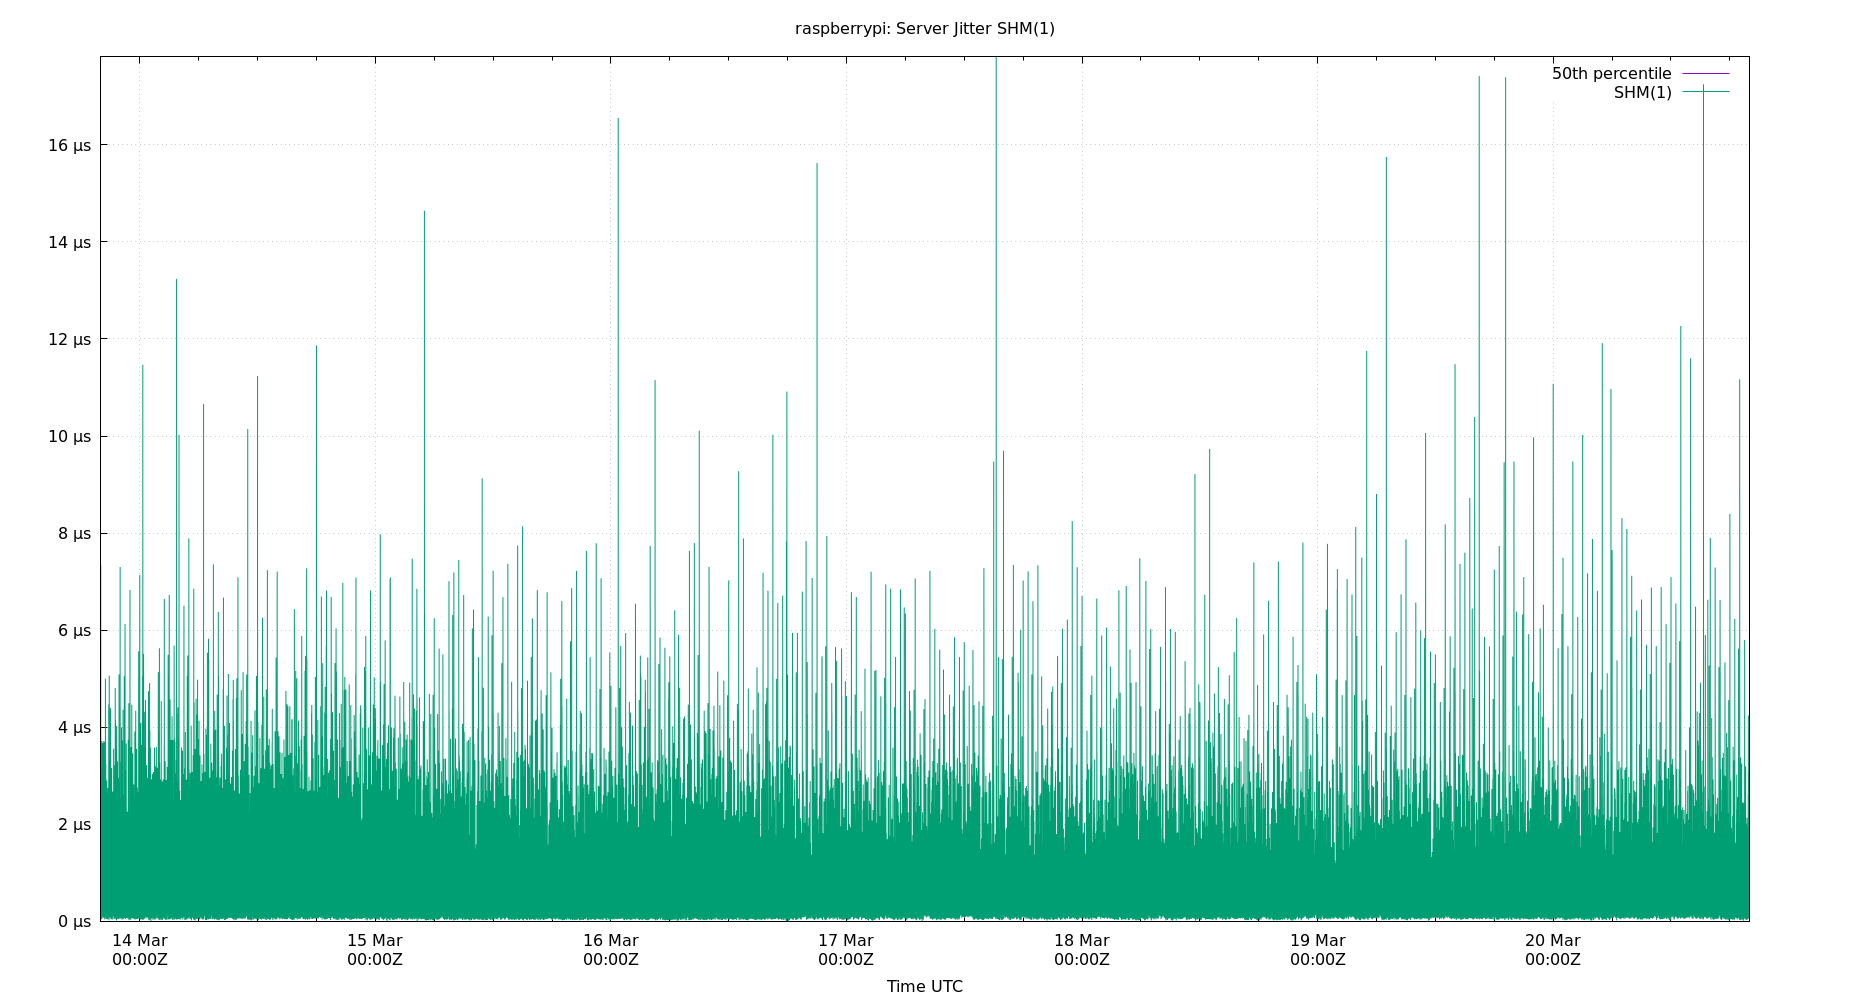 raspberrypi: Server Jitter SHM(1)
50th percentile
SHM(1)
16 µs
14 µs
12 µs
10 µs
8 µs
6 µs
4 µs
2 µs
0 µs
14 Mar 15 Mar 16 Mar 17 Mar 18 Mar 19 Mar 20 Mar
00:00Z 00:00Z 00:00Z 00:00Z 00:00Z 00:00Z 00:00Z
Time UTC